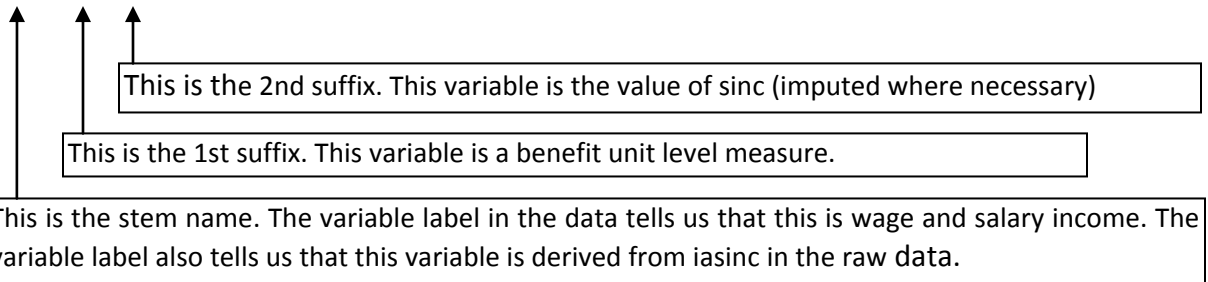 This is the 2nd suffix. This variable is the value of sinc (imputed where necessary)
This is the 1st suffix. This variable is a benefit unit level measure.
This is the stem name. The variable label in the data tells us that this is wage and salary income. The
variable label also tells us that this variable is derived from iasinc in the raw data.